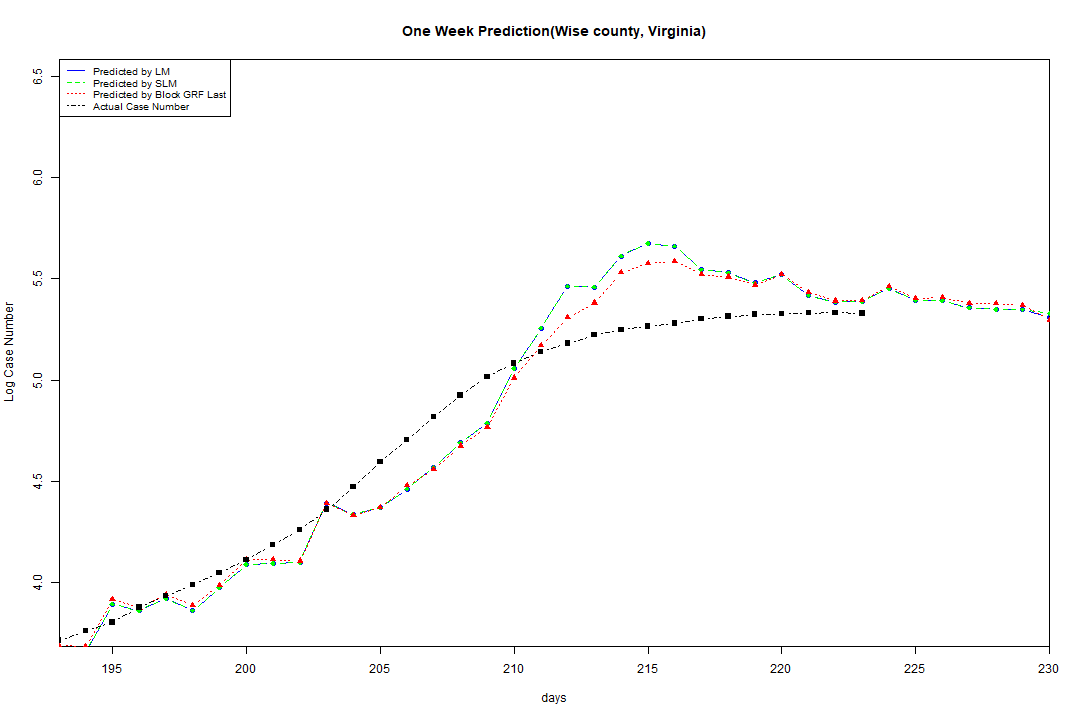 One Week Prediction(Wise county, Virginia)
Predicted by LM
Predicted by SLM
Predicted by Block GRF Last
Actual Case Number
6.5
6.0
5.5
5.0
4.5
4.0
Log Case Number
195 200 205 210 215 220 225 230
days